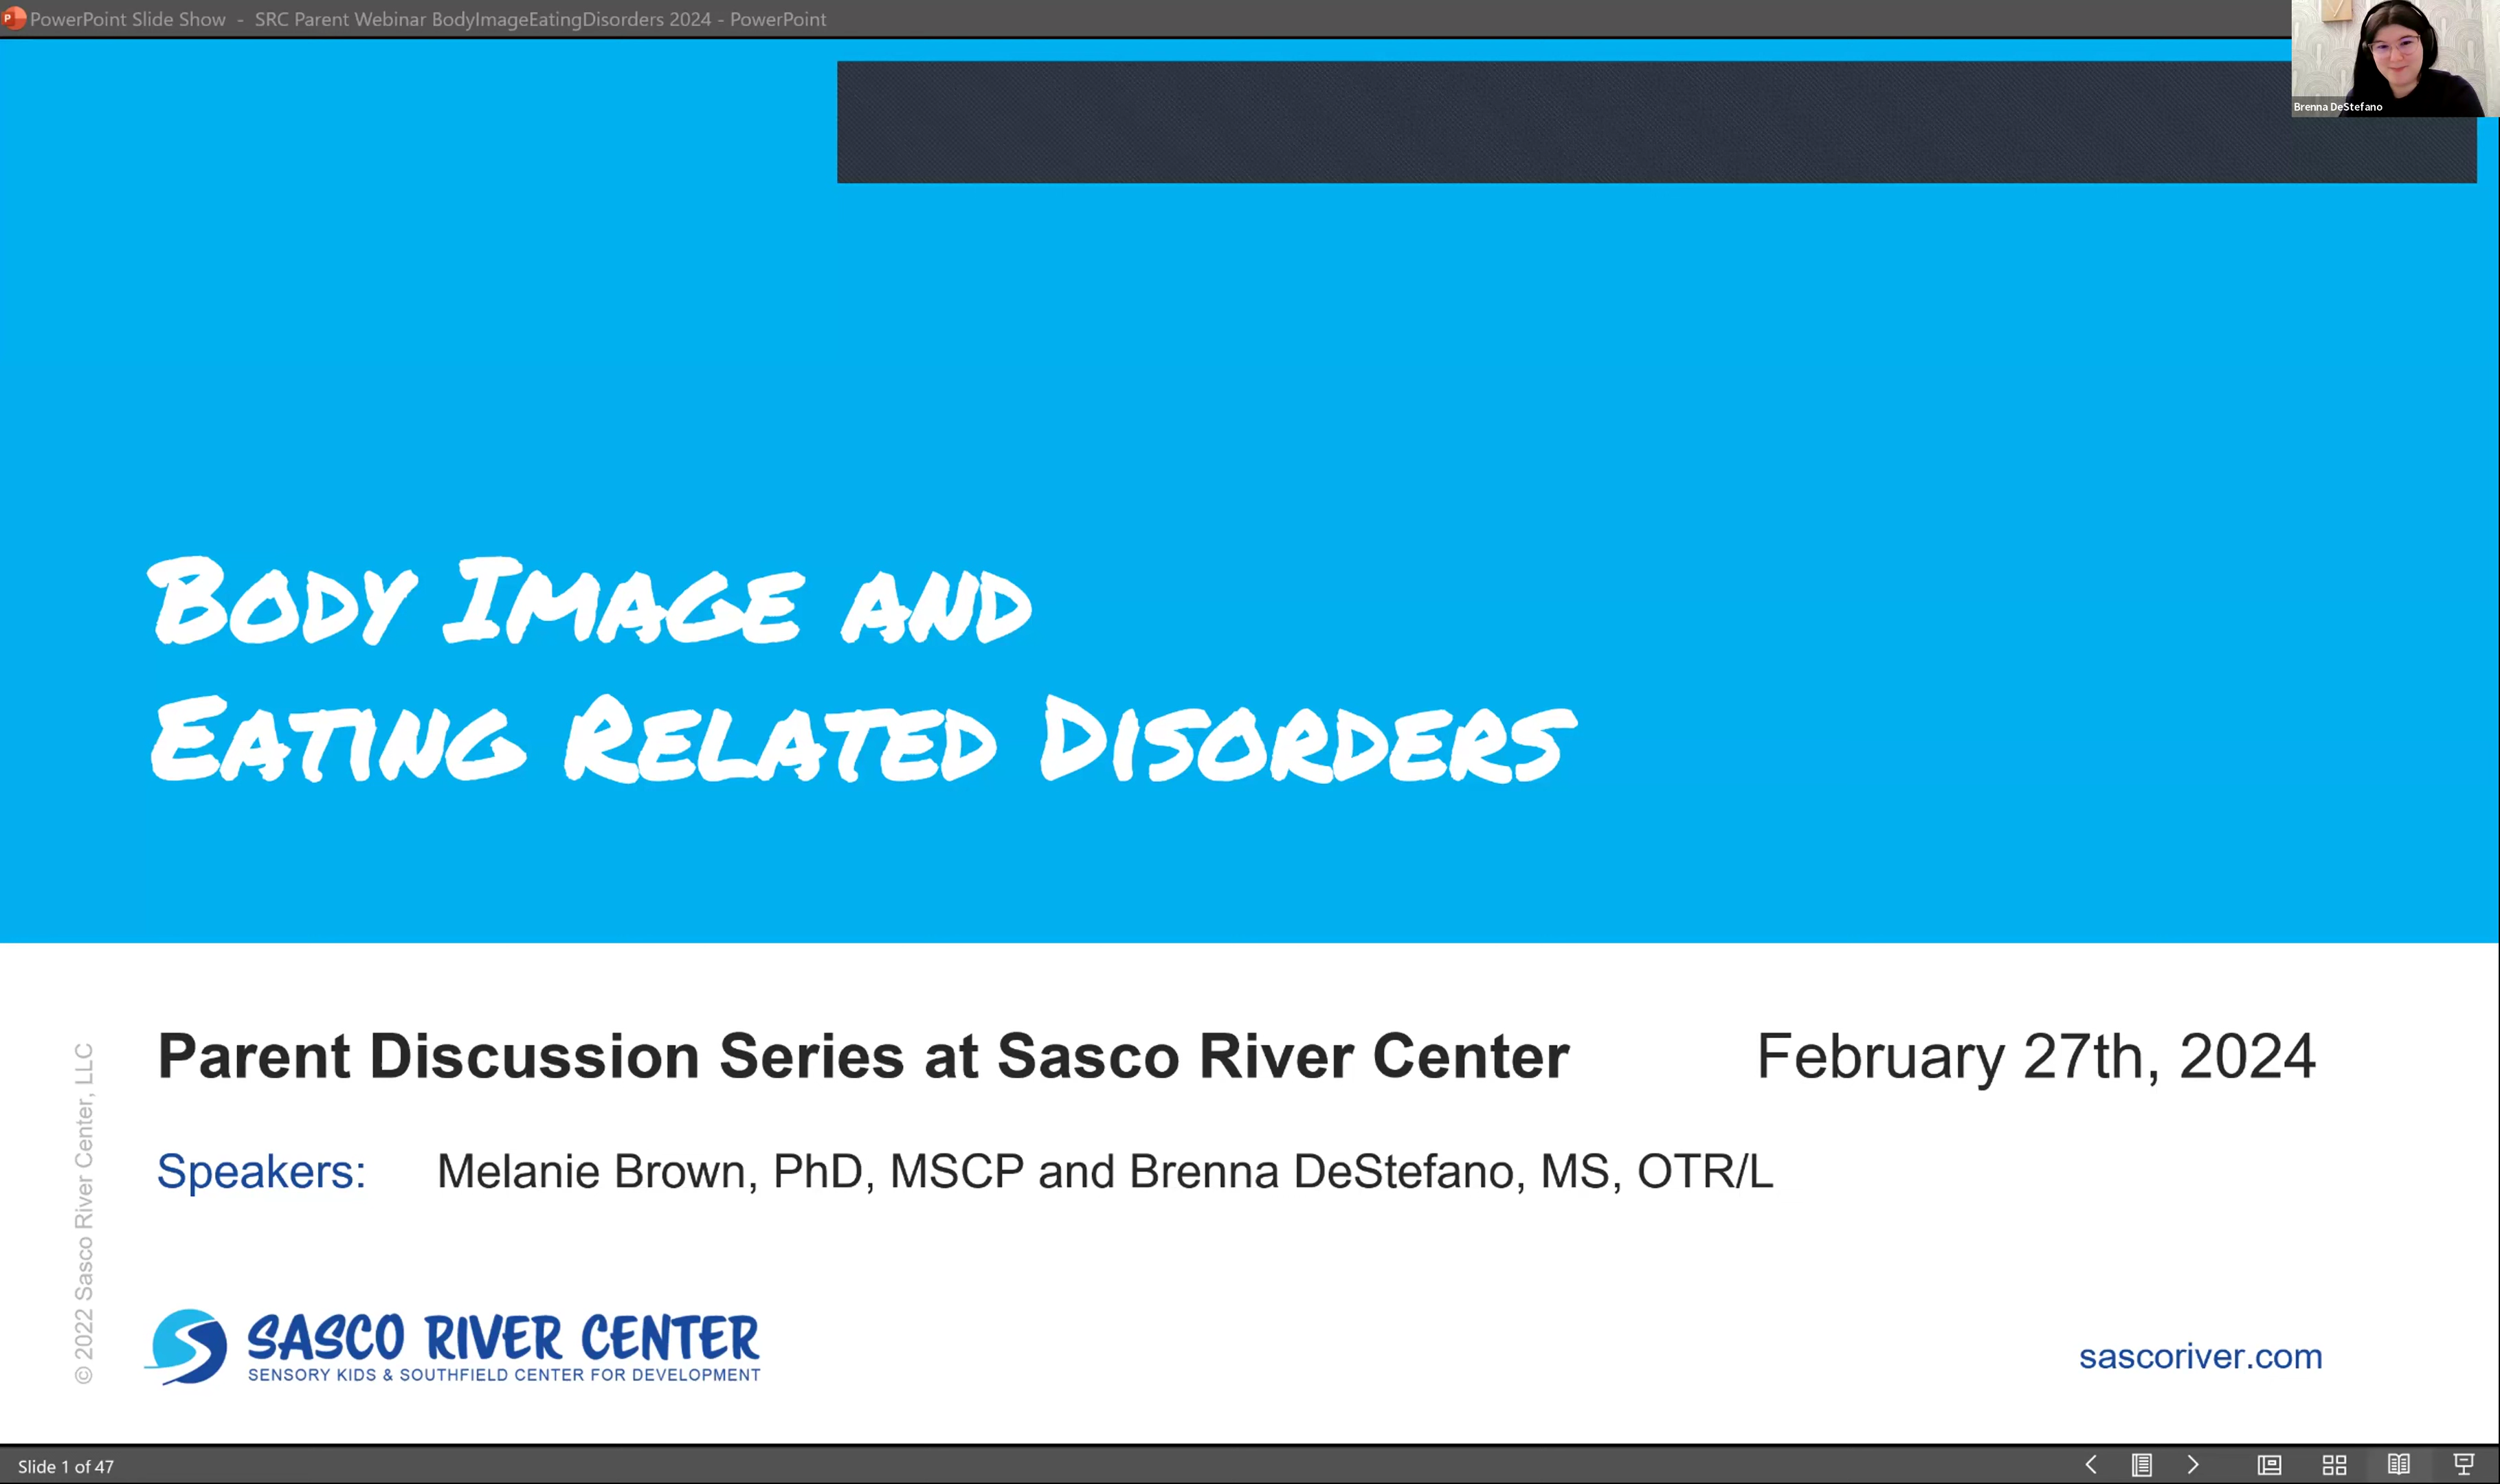 PowerPoint Slide Show - SRC Parent Webinar BodyImageEatingDisorders 2024 - PowerPoint
Brenna DeStefano
Body Image and
Eating Related Disorders
Parent Discussion Series at Sasco River Center
February 27th, 2024
Speakers: Melanie Brown, PhD, MSCP and Brenna DeStefano, MS, OTR/L
© 2022 Sasco River Center, LLC
SASCO RIVER CENTER
SENSORY KIDS & SOUTHFIELD CENTER FOR DEVELOPMENT
sascoriver.com
Slide 1 of 47